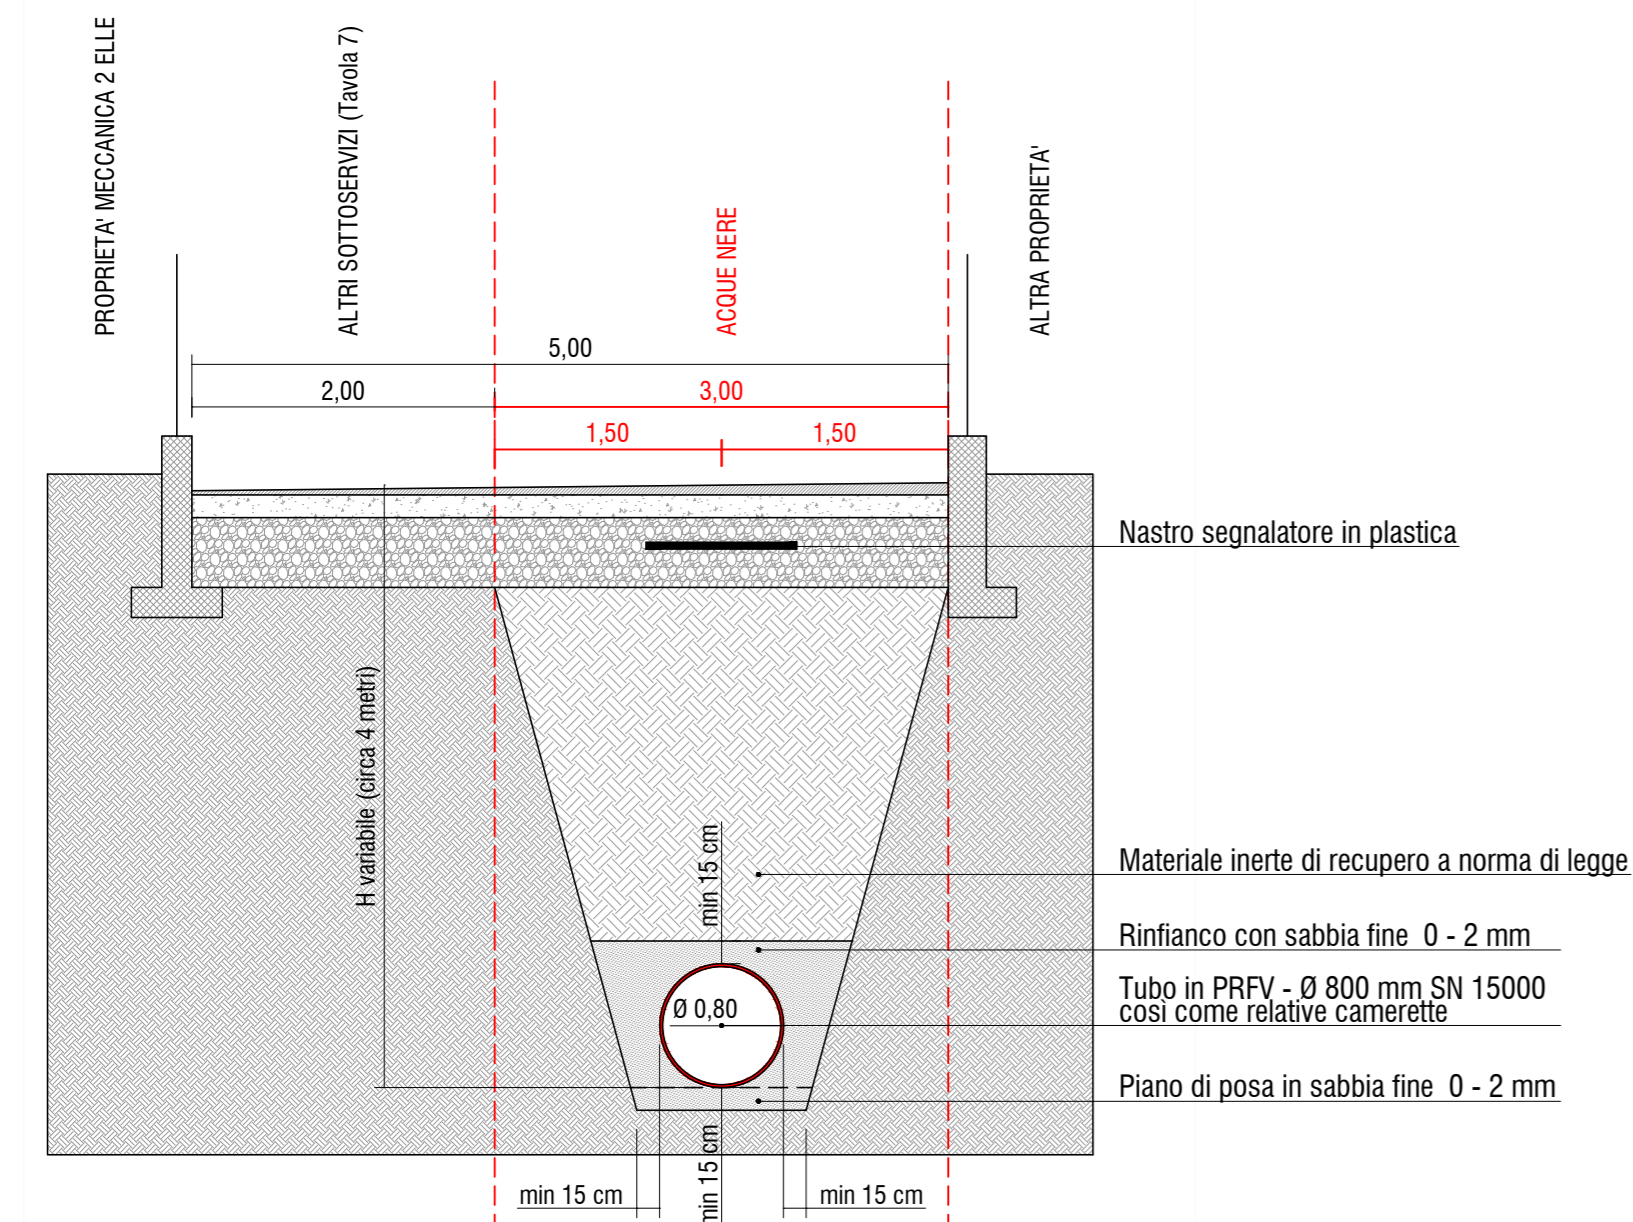 PROPRIETA' MECCANICA 2 ELLE
ALTRI SOTTOSERVIZI (Tavola 7)
ACQUE NERE
ALTRA PROPRIETA'
5,00
2,00
3,00
1,50
1,50
Nastro segnalatore in plastica
H variabile (circa 4 metri)
min 15 cm
Materiale inerte di recupero a norma di legge
Rinfianco con sabbia fine 0 - 2 mm
Tubo in PRFV - Ø 800 mm SN 15000
così come relative camerette
Ø 0,80
Piano di posa in sabbia fine 0 - 2 mm
min 15 cm
min 15 cm
min 15 cm